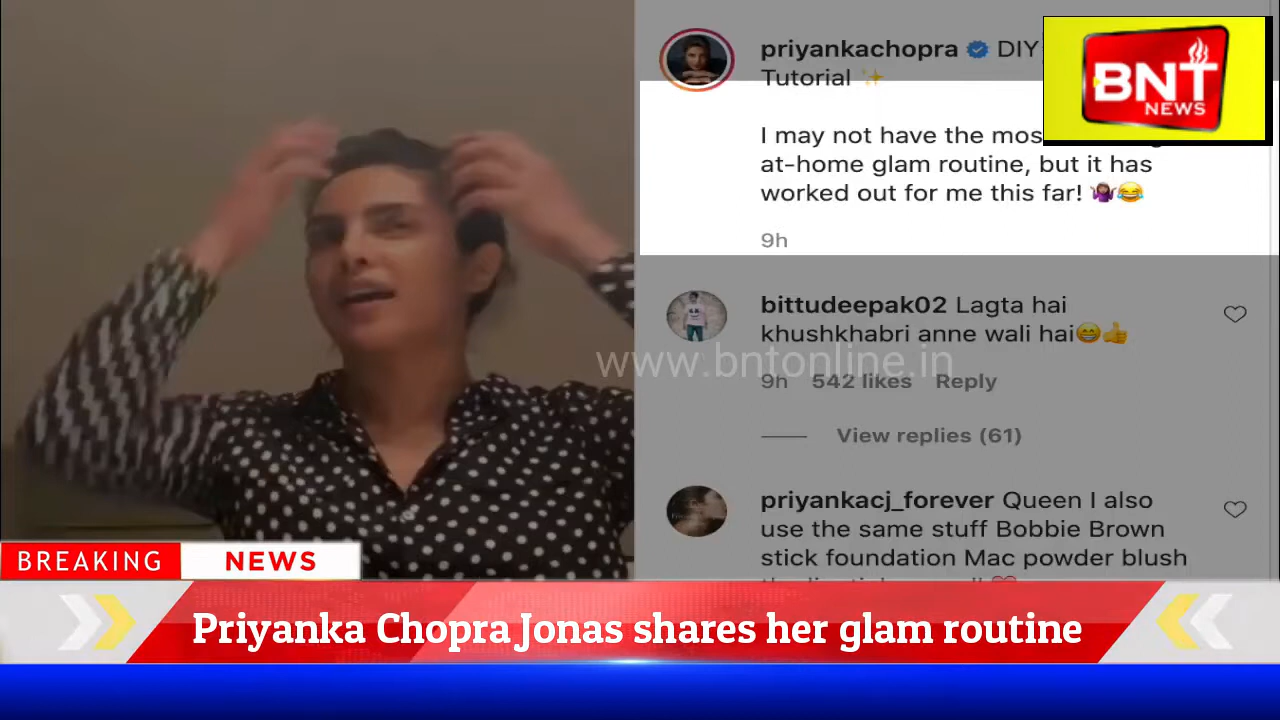 priyankachopra DIY
Tutorial ✨
I may not have the mos
at-home glam routine, but it has
worked out for me this far! 🤷🏽‍♀️😂
9h
bittudeepak02 Lagta hai
khushkhabri anne wali hai😁👍
9h 542 likes Reply
View replies (61)
priyankacj_forever Queen I also
use the same stuff Bobbie Brown
stick foundation Mac powder blush
BNT
NEWS
www.bntonline.in
BREAKING NEWS
Priyanka Chopra Jonas shares her glam routine